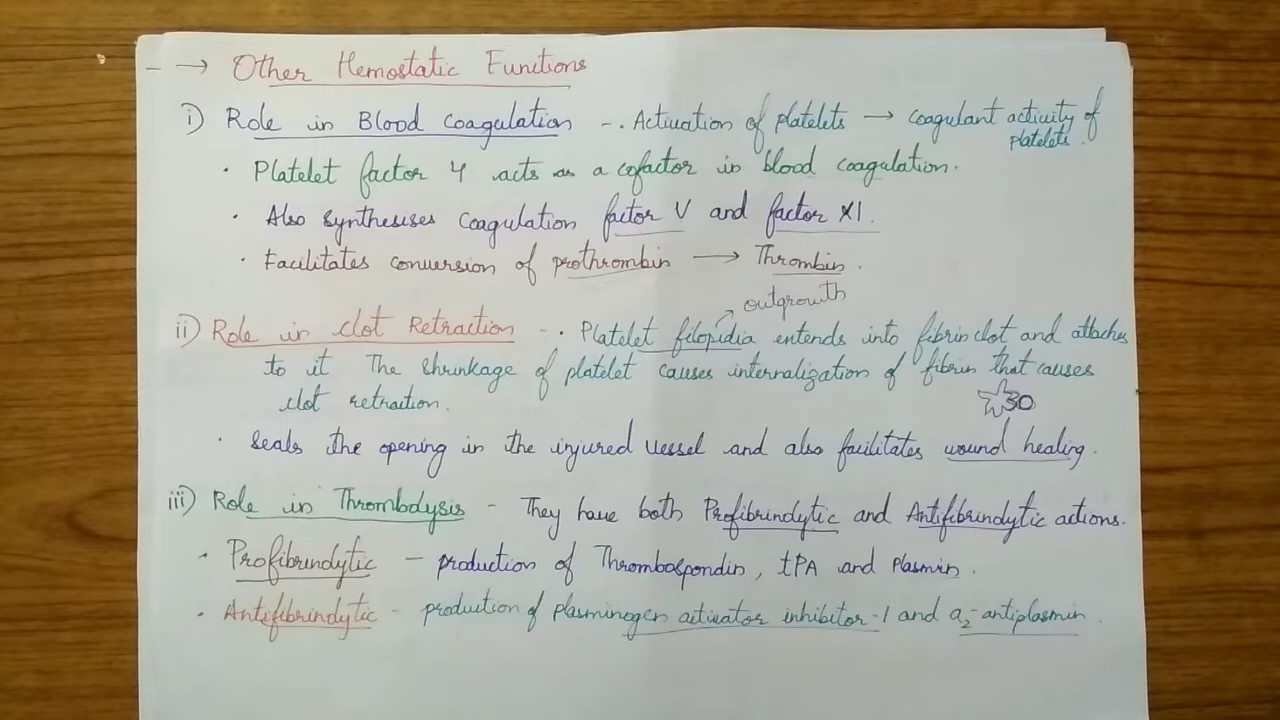 – → Other Hemostatic Functions
i) Role in Blood coagulation -. Activation of platelets → coagulant activity of platelets.
· Platelet factor 4 acts as a cofactor in blood coagulation.
· Also synthesises coagulation factor V and factor XI.
· Facilitates conversion of prothrombin → Thrombin.
outgrowth
ii) Role in clot Retraction -. Platelet filopidia extends into fibrin clot and attaches
to it The shrinkage of platelet causes internalization of fibrin that causes
clot retraction.
30
· Seals the opening in the injured vessel and also facilitates wound healing.
iii) Role in Thrombolysis - They have both Profibrinolytic and Antifibrinolytic actions.
· Profibrinolytic – production of Thrombospondin, tPA and Plasmin.
· Antifibrinolytic - production of plasminogen activator inhibitor-1 and a₂-antiplasmin.